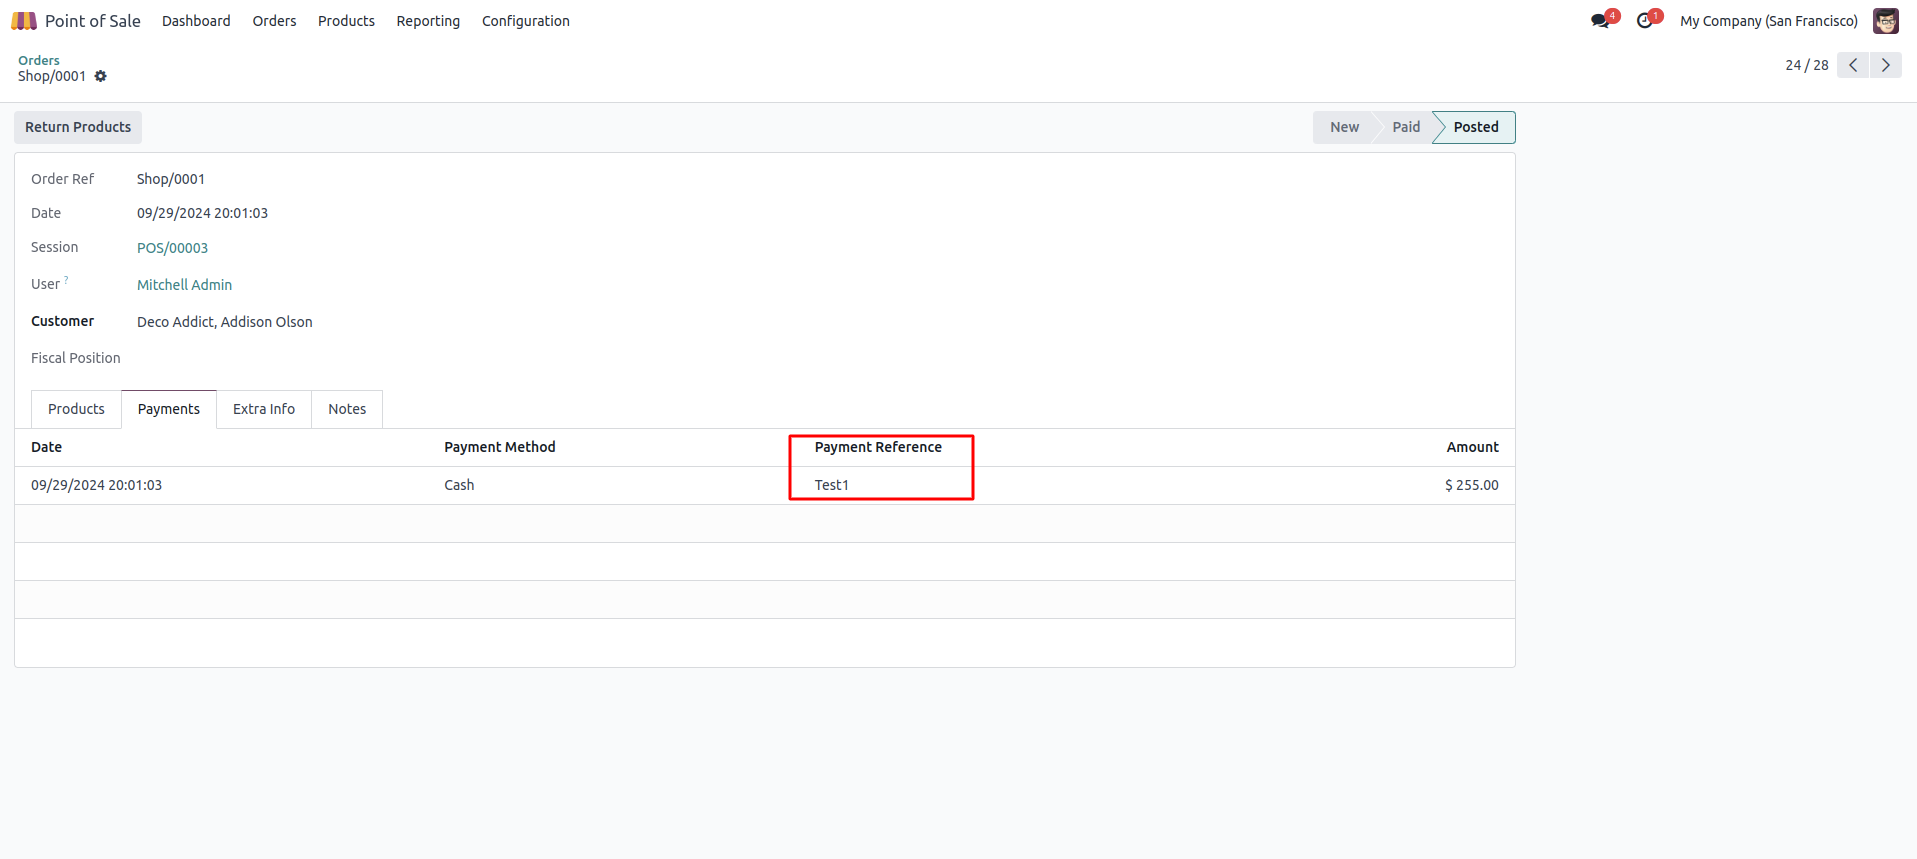 Point of Sale Dashboard Orders Products Reporting Configuration 4 1 My Company (San Francisco)
Orders
Shop/0001 24 / 28
Return Products New Paid Posted
Order Ref Shop/0001
Date 09/29/2024 20:01:03
Session POS/00003
User ? Mitchell Admin
Customer Deco Addict, Addison Olson
Fiscal Position
Products Payments Extra Info Notes
Date Payment Method Payment Reference Amount
09/29/2024 20:01:03 Cash Test1 $ 255.00